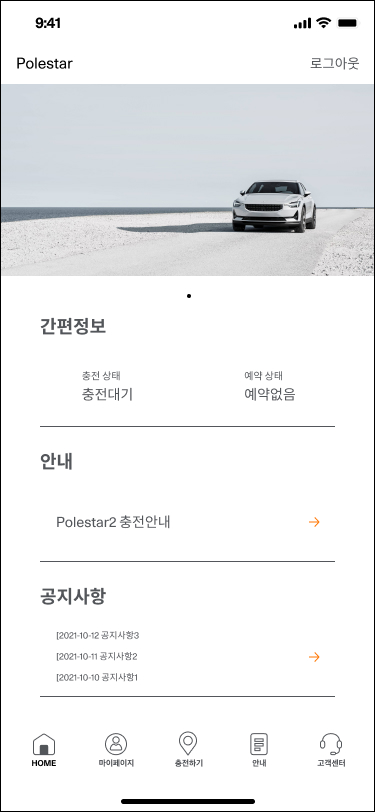 9:41
Polestar 로그아웃
간편정보
충전 상태 예약 상태
충전대기 예약없음
안내
Polestar2 충전안내
공지사항
[2021-10-12 공지사항3
[2021-10-11 공지사항2
[2021-10-10 공지사항1
HOME 마이페이지 충전하기 안내 고객센터